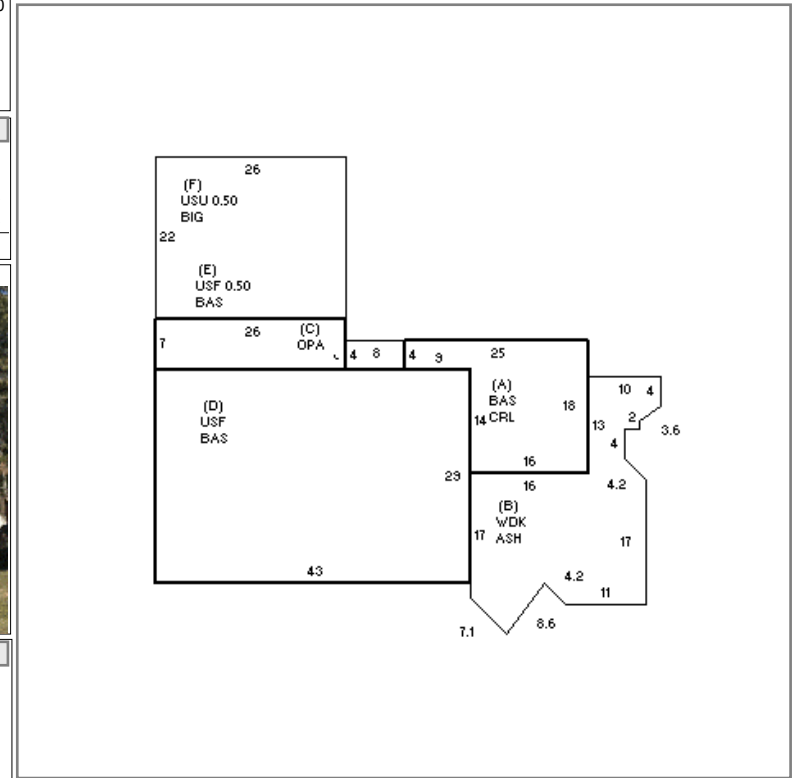 26
(F)
USU 0.50
BIG
22
(E)
USF 0.50
BAS
26
(C)
OPA
7
4
8
4
9
25
(A)
BAS
CRL
18
14
16
10
4
2
13
3.6
4
(D)
USF
BAS
29
16
4.2
(B)
WDK
ASH
17
17
43
4.2
11
7.1
8.6